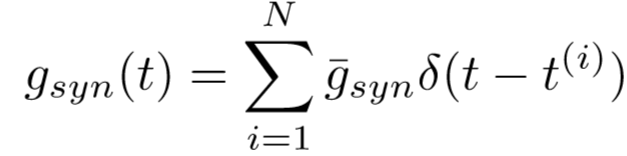 g_{syn}(t) = \sum_{i=1}^{N} \bar{g}_{syn} \delta(t - t^{(i)})